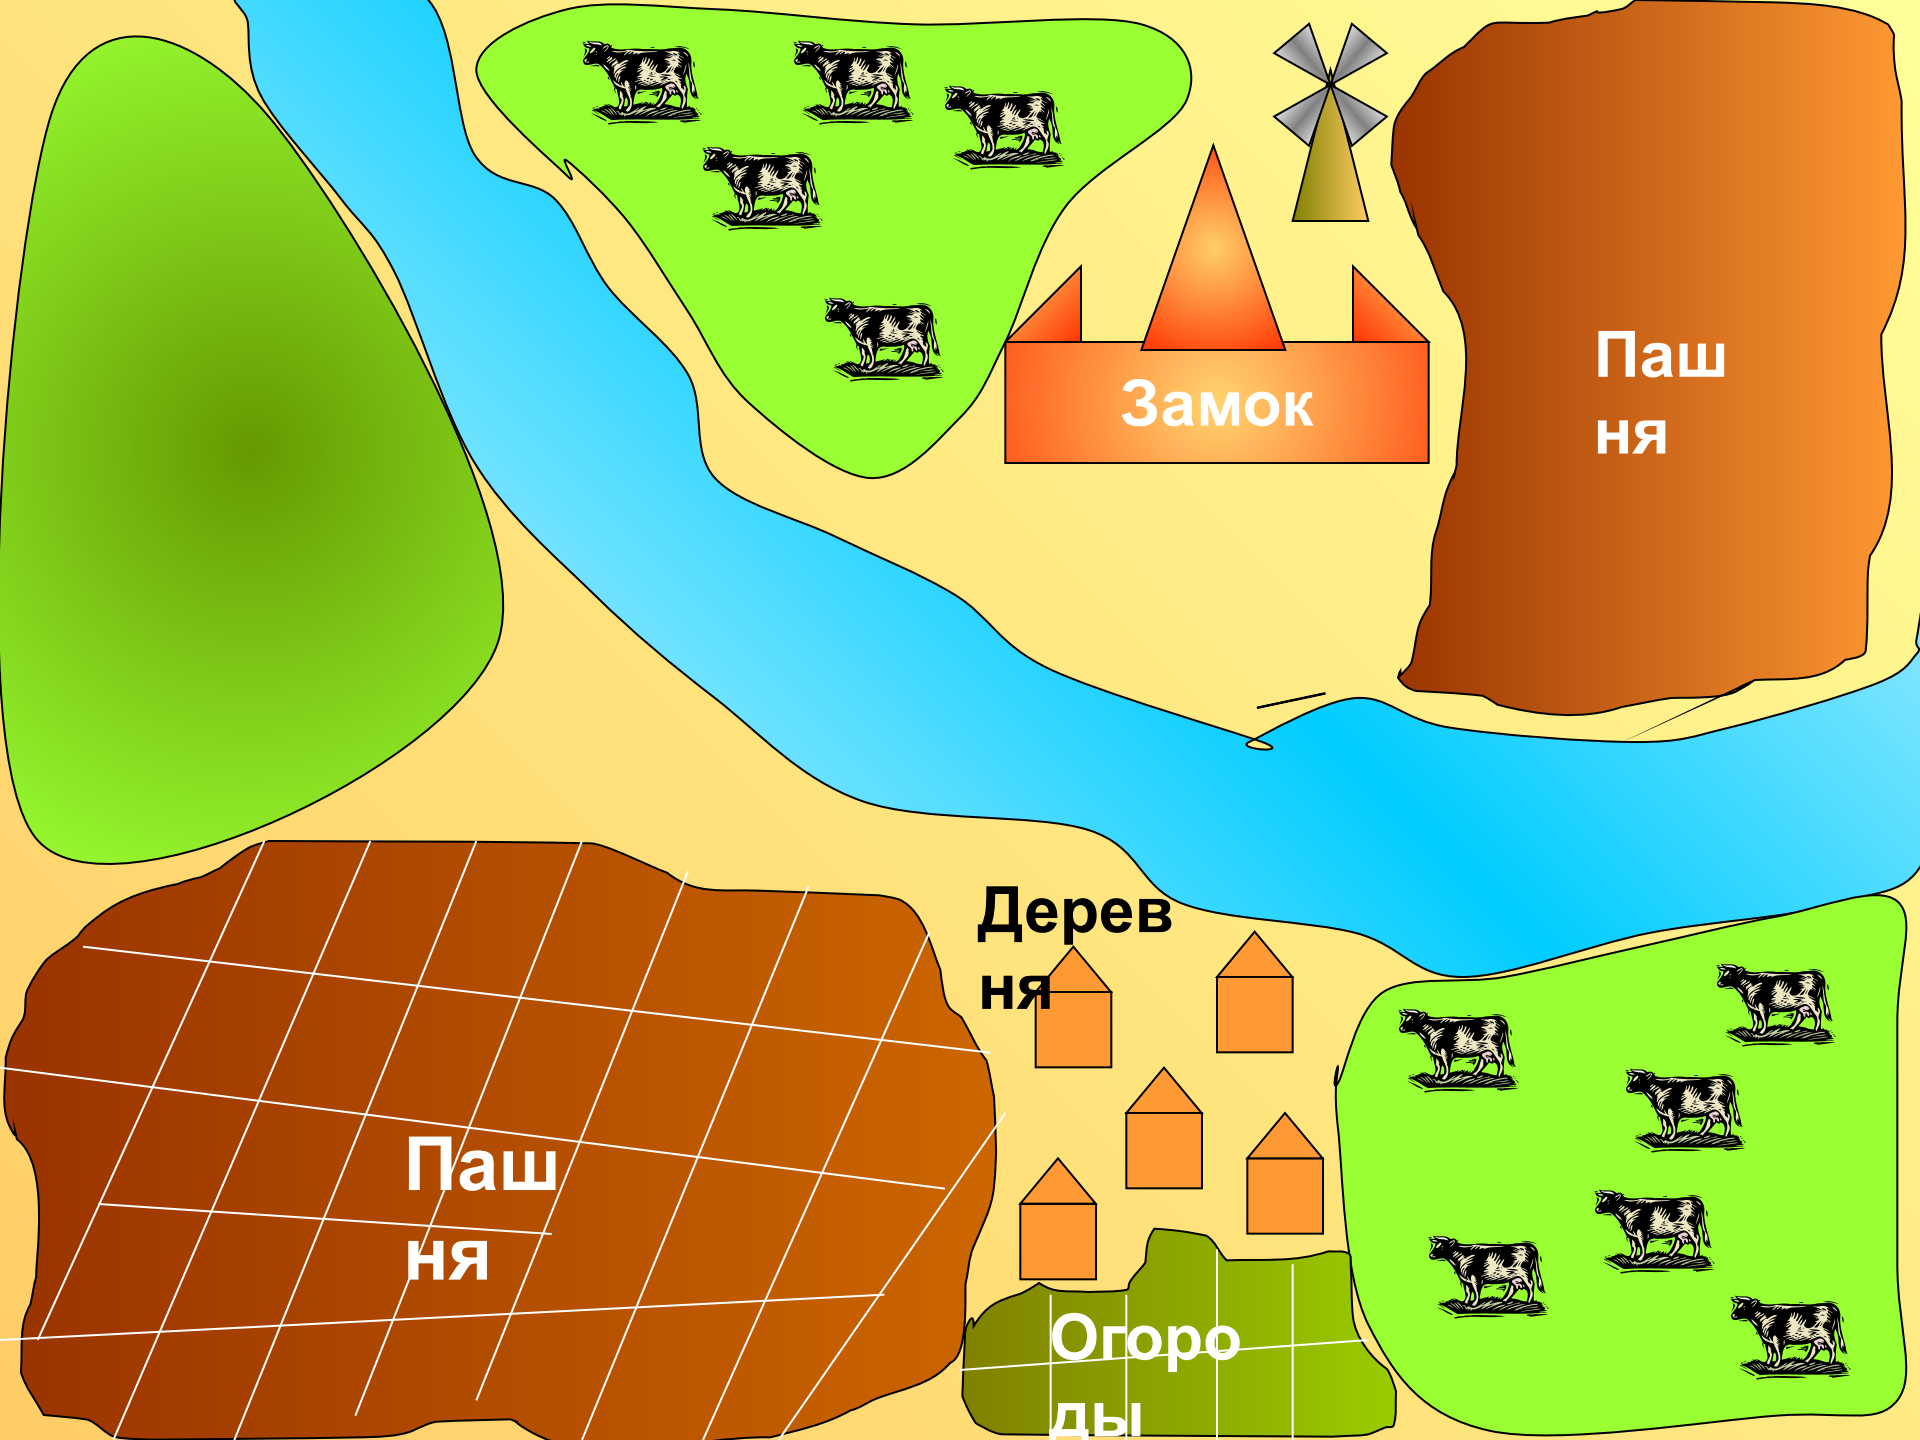 Паш
ня
Замок
Дерев
ня
Паш
ня
Огоро
ды